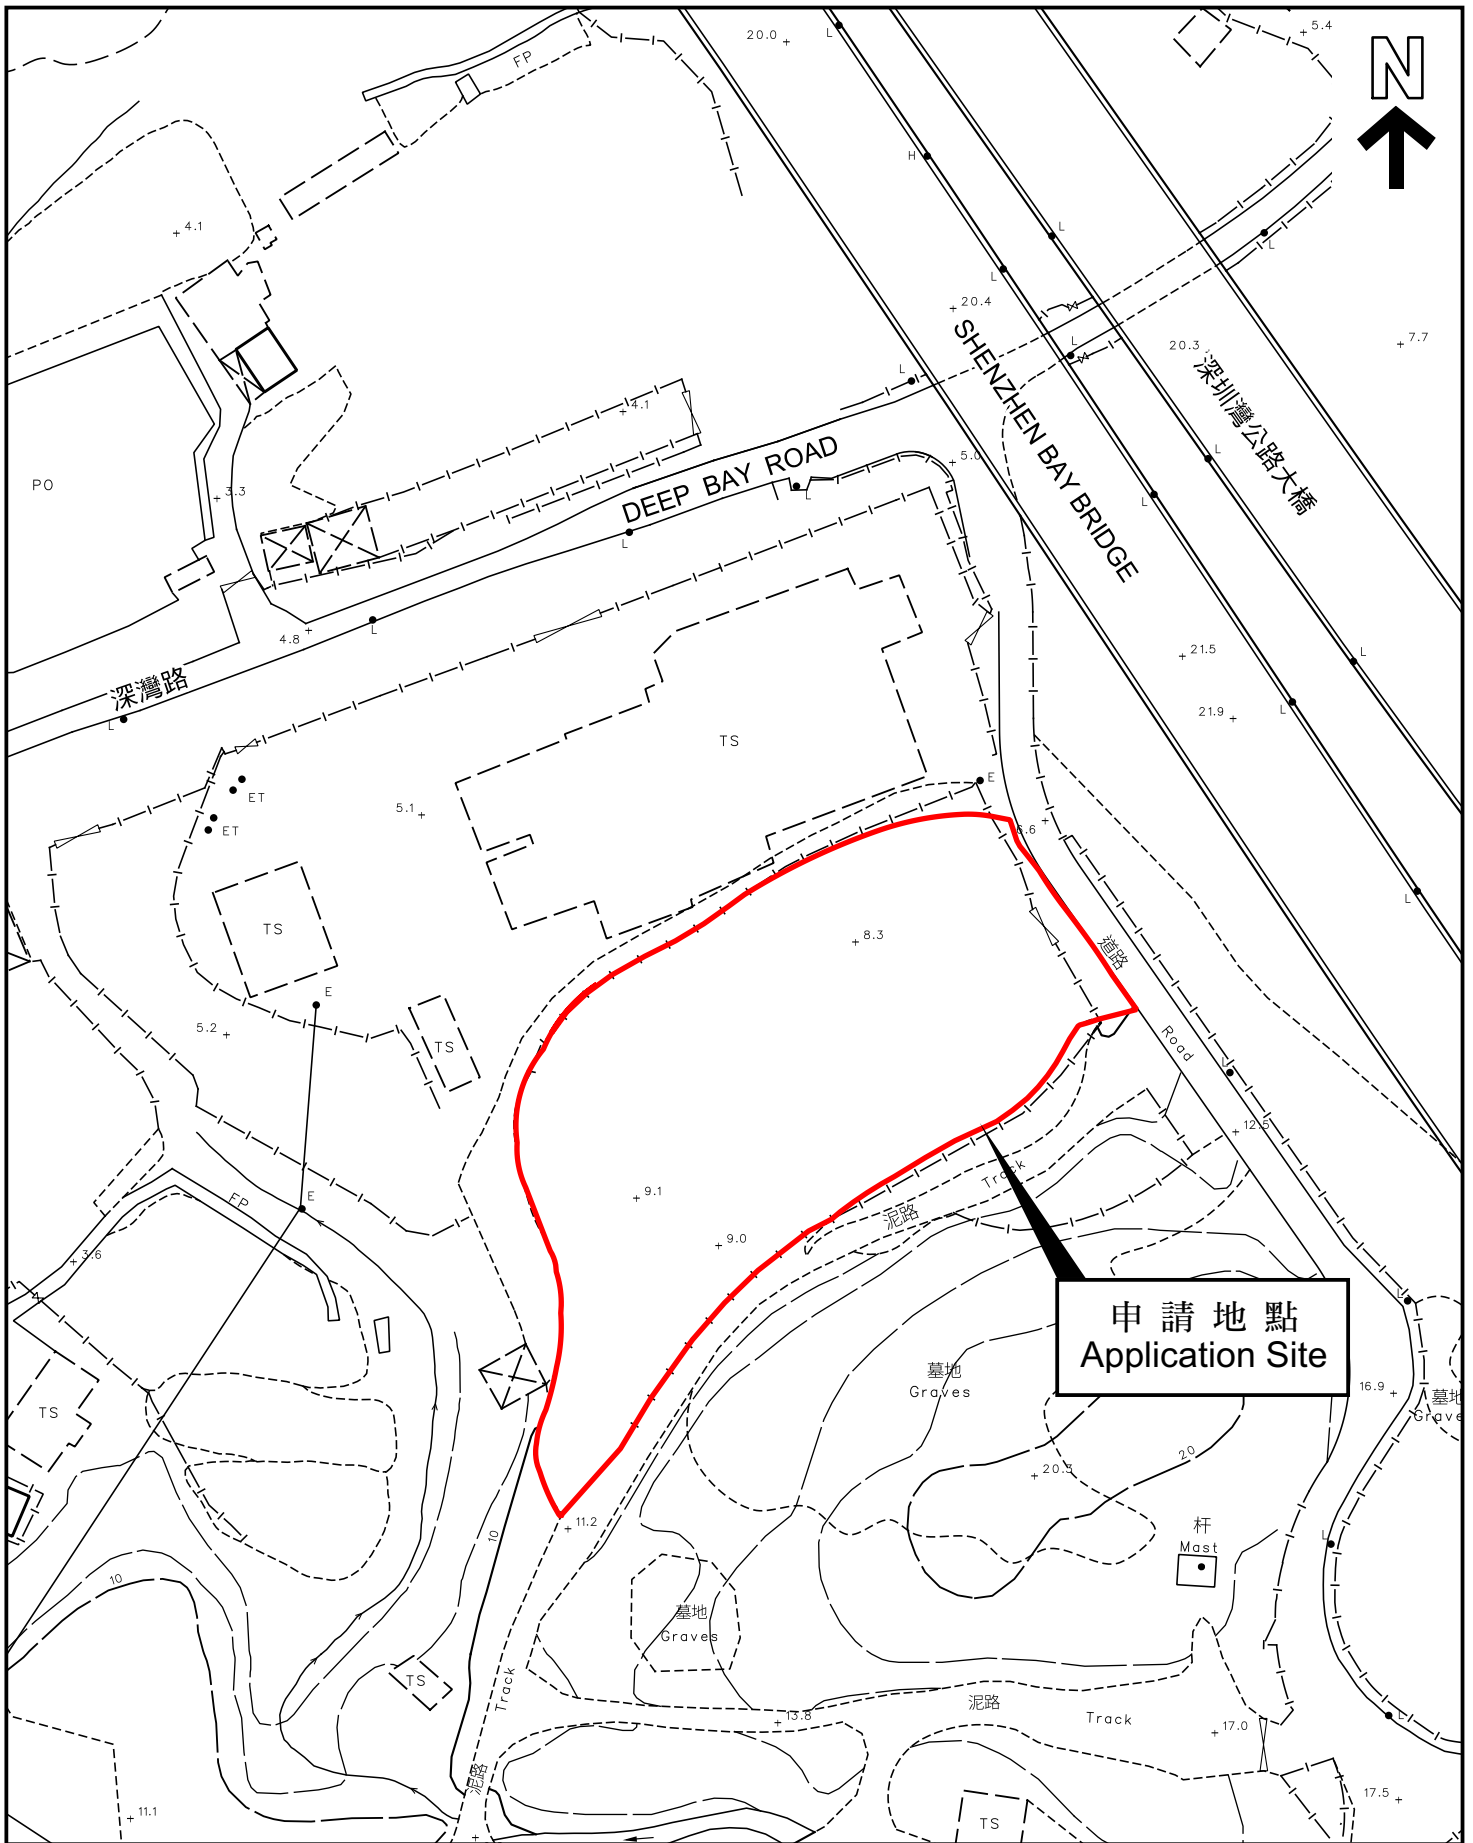 N
20.0
5.4
FP
L
H
L
4.1
L
L
L
20.4
L
20.3
7.7
SHENZHEN BAY BRIDGE
深圳灣公路大橋
L
4.1
DEEP BAY ROAD
5.0
L
PO
3.3
L
L
L
4.8
L
21.5
L
深灣路
L
21.9
L
TS
E
ET
5.1
ET
6.6
L
TS
8.3
道路
E
5.2
TS
Road
L
12.5
Track
FP
E
9.1
泥路
9.0
3.6
申請地點
Application Site
L
墓地
Graves
16.9
墓地
TS
20
20.3
11.2
10
杆
Mast
L
10
墓地
Graves
TS
Track
泥路
Track
13.8
17.0
L
泥路
11.1
17.5
TS